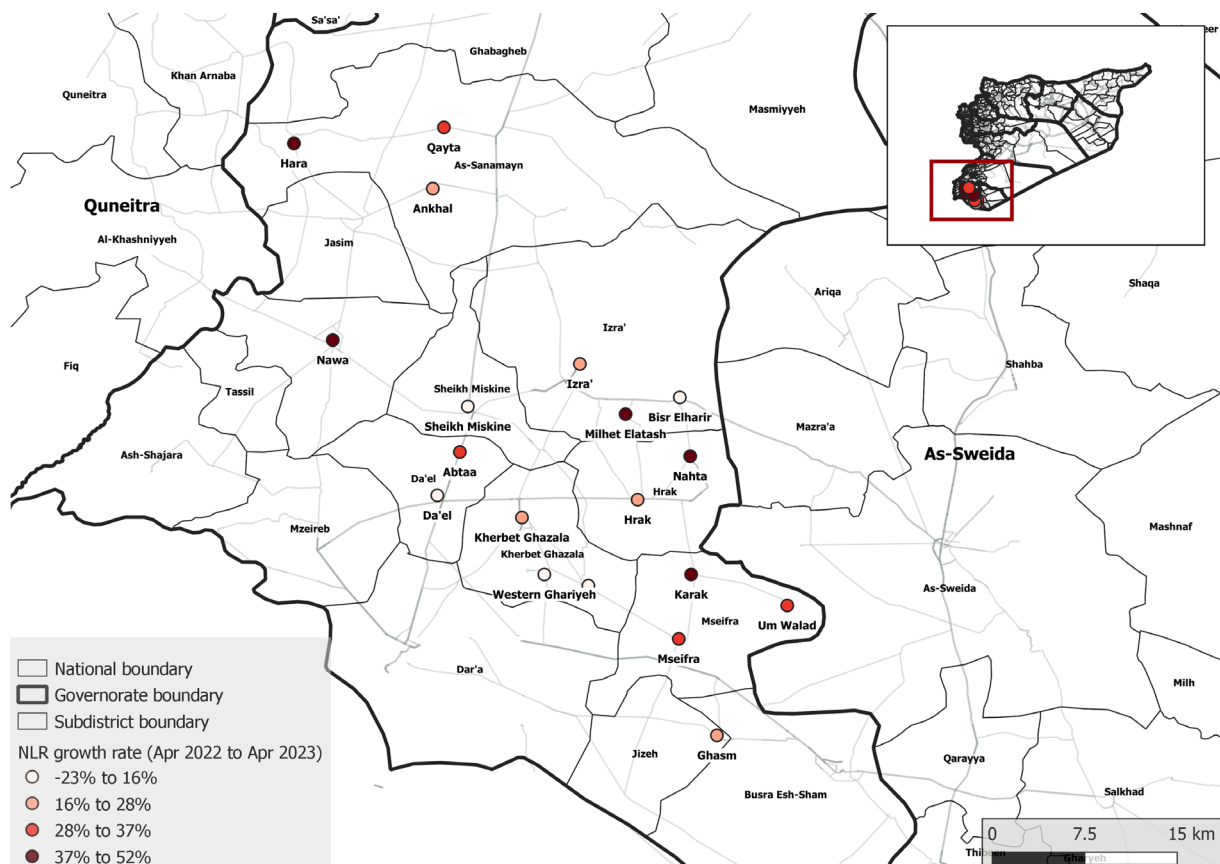 Sa'sa'
Ghabagheb
Khan Arnaba
Quneitra
Masmiyyeh
eer
Hara
Qayta
As-Sanamayn
Ankhal
Quneitra
Al-Khashniyyeh
Jasim
Ariqa
Shaqa
Izra'
Nawa
Fiq
Shahba
Izra'
Tassil
Sheikh Miskine
Sheikh Miskine
Bisr Elharir
Milhet Elatash
Mazra'a
Ash-Shajara
As-Sweida
Abtaa
Da'el
Nahta
Hrak
Da'el
Hrak
Mzeireb
Mashnaf
Kherbet Ghazala
Kherbet Ghazala
Western Ghariyeh
Karak
As-Sweida
Um Walad
Mseifra
Mseifra
Dar'a
Milh
Jizeh
Ghasm
Qarayya
Busra Esh-Sham
Salkhad
National boundary
Governorate boundary
Subdistrict boundary
NLR growth rate (Apr 2022 to Apr 2023)
-23% to 16%
16% to 28%
28% to 37%
37% to 52%
0 7.5 15 km
Thibeen
Gharyeh